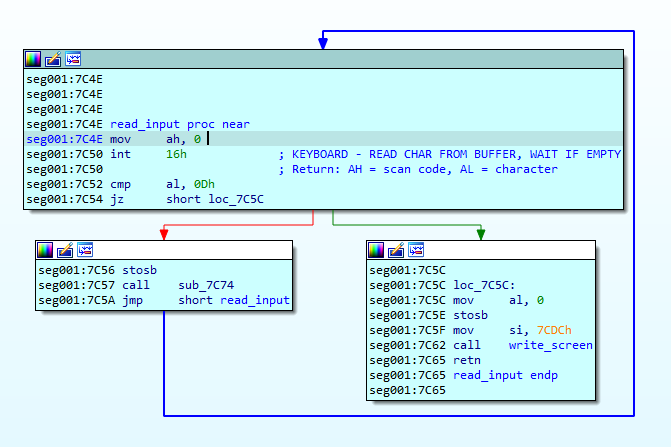 seg001:7C4E
seg001:7C4E
seg001:7C4E
seg001:7C4E read_input proc near
seg001:7C4E mov     ah, 0
seg001:7C50 int     16h             ; KEYBOARD - READ CHAR FROM BUFFER, WAIT IF EMPTY
seg001:7C50                         ; Return: AH = scan code, AL = character
seg001:7C52 cmp     al, 0Dh
seg001:7C54 jz      short loc_7C5C
seg001:7C56 stosb
seg001:7C57 call    sub_7C74
seg001:7C5A jmp     short read_input
seg001:7C5C
seg001:7C5C loc_7C5C:
seg001:7C5C mov     al, 0
seg001:7C5E stosb
seg001:7C5F mov     si, 7CDCh
seg001:7C62 call    write_screen
seg001:7C65 retn
seg001:7C65 read_input endp
seg001:7C65